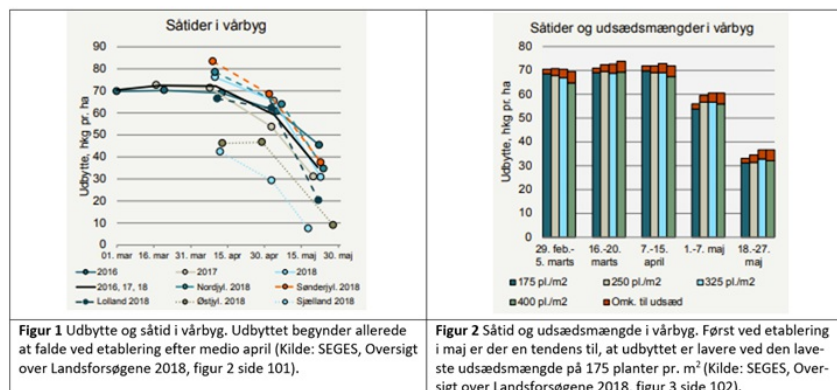 Såtider i vårbyg
Udbytte, hkg pr. ha
90
80
70
60
50
40
30
20
10
0
01. mar 16. mar 31. mar 15. apr 30. apr 15. maj 30. maj
2016 2017 2018
2016, 17, 18 Nordjyl. 2018 Sønderjyl. 2018
Lolland 2018 Østjyl. 2018 Sjælland 2018
Figur 1 Udbytte og såtid i vårbyg. Udbyttet begynder allerede
at falde ved etablering efter medio april (Kilde: SEGES, Oversigt
over Landsforsøgene 2018, figur 2 side 101).
Såtider og udsædsmængder i vårbyg
Udbytte, hkg pr. ha
80
70
60
50
40
30
20
10
0
29. feb.- 16.-20. 7.-15. 1.-7. maj 18.-27.
5. marts marts april maj
175 pl./m2 250 pl./m2 325 pl./m2
400 pl./m2 Omk. til udsæd
Figur 2 Såtid og udsædsmængde i vårbyg. Først ved etablering
i maj er der en tendens til, at udbyttet er lavere ved den lave-
ste udsædsmængde på 175 planter pr. m² (Kilde: SEGES, Over-
sigt over Landsforsøgene 2018, figur 3 side 102).